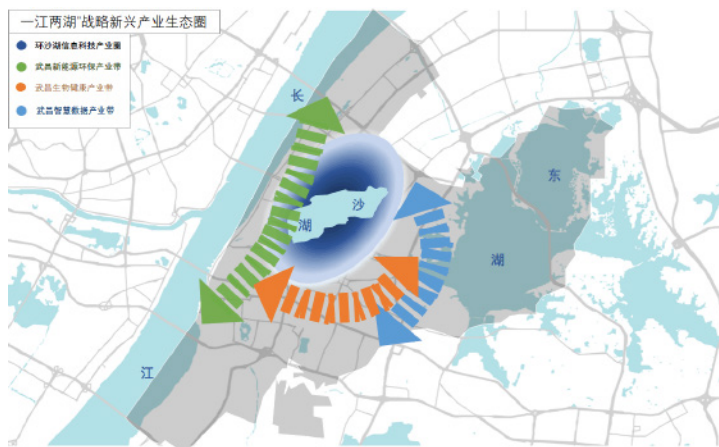 一江两湖"战略新兴产业生态圈
环沙湖信息科技产业圈
武昌新能源环保产业带
武昌生物健康产业带
武昌智慧数据产业带
长
东
沙
湖
湖
江